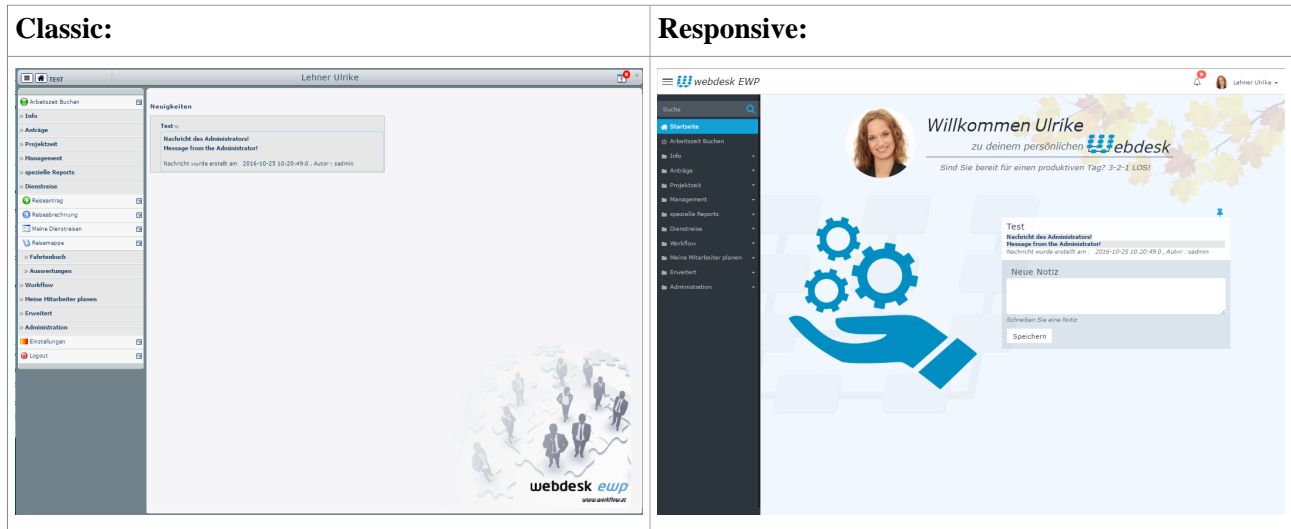 Classic:
Responsive:
TEST
Lehner Ulrike
Arbeitszeit Buchen
» Info
» Anträge
» Projektzeit
» Management
» spezielle Reports
» Dienstreise
Reiseantrag
Reiseabrechnung
Meine Dienstreisen
Reisemappe
» Fahrtenbuch
» Auswertungen
» Workflow
» Meine Mitarbeiter planen
» Erweitert
» Administration
Einstellungen
Logout
Neuigkeiten
Test
Nachricht des Administrators!
Message from the Administrator!
Nachricht wurde erstellt am 2016-10-25 10:20:49.0 , Autor : sadmin
webdesk ewp
www.workflow.at
webdesk EWP
Lehner Ulrike
Suche
Startseite
Arbeitszeit Buchen
Info
Anträge
Projektzeit
Management
spezielle Reports
Dienstreise
Workflow
Meine Mitarbeiter planen
Erweitert
Administration
Willkommen Ulrike
zu deinem persönlichen Webdesk
Sind Sie bereit für einen produktiven Tag? 3-2-1 LOS!
Test
Nachricht des Administrators!
Message from the Administrator!
Nachricht wurde erstellt am : 2016-10-25 10:20:49.0 , Autor : sadmin
Neue Notiz
Schreiben Sie eine Notiz
Speichern